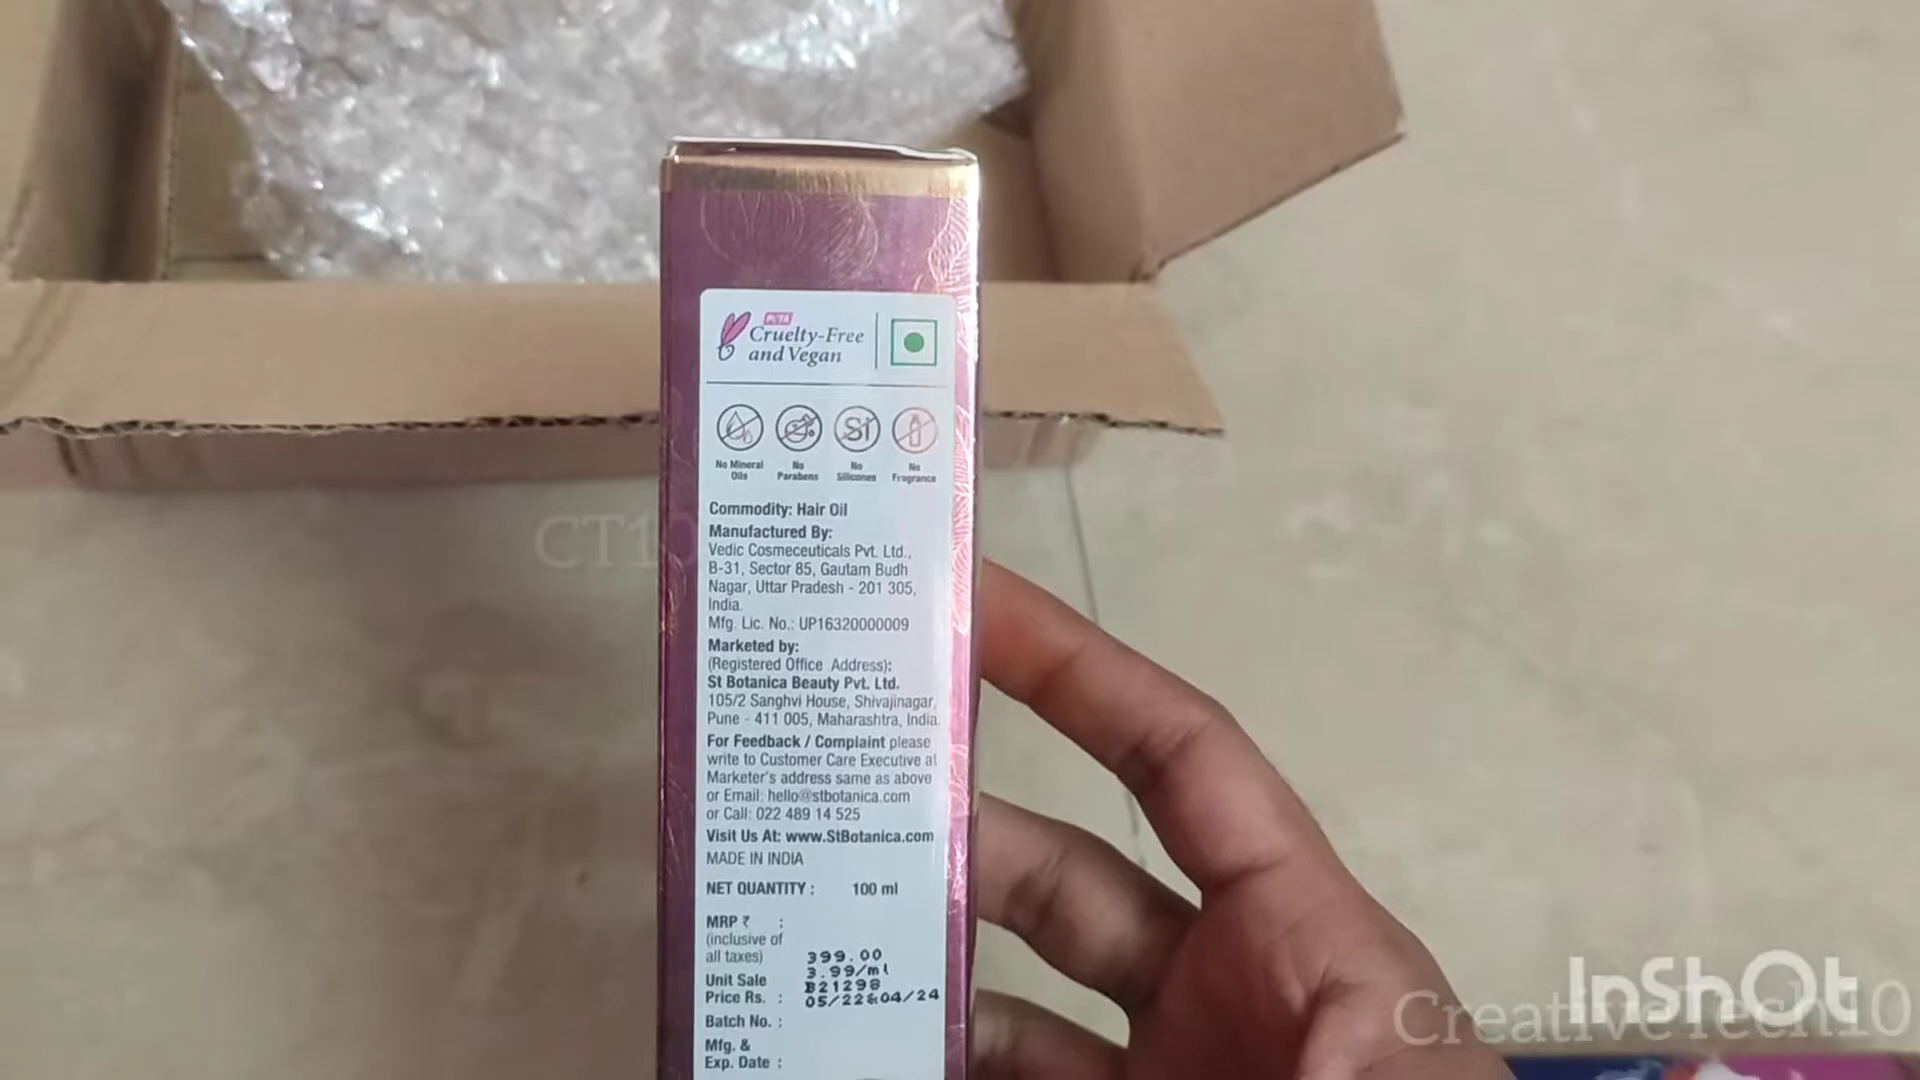 PETA
Cruelty-Free
and Vegan
No Mineral
Oils
No
Parabens
Si
No
Silicones
No
Fragrance
Commodity: Hair Oil
Manufactured By:
Vedic Cosmeceuticals Pvt. Ltd.,
B-31, Sector 85, Gautam Budh
Nagar, Uttar Pradesh - 201 305,
India.
Mfg. Lic. No.: UP16320000009
Marketed by:
(Registered Office Address):
St Botanica Beauty Pvt. Ltd.
105/2 Sanghvi House, Shivajinagar,
Pune - 411 005, Maharashtra, India.
For Feedback / Complaint please
write to Customer Care Executive at
Marketer's address same as above
or Email: hello@stbotanica.com
or Call: 022 489 14 525
Visit Us At: www.StBotanica.com
MADE IN INDIA
NET QUANTITY : 100 ml
MRP ₹ :
(inclusive of
all taxes) 399.00
Unit Sale 3.99/ml
Price Rs. : B21298
05/22&04/24
Batch No. :
Mfg. &
Exp. Date :
CT10
InShOt
CreativeTech10